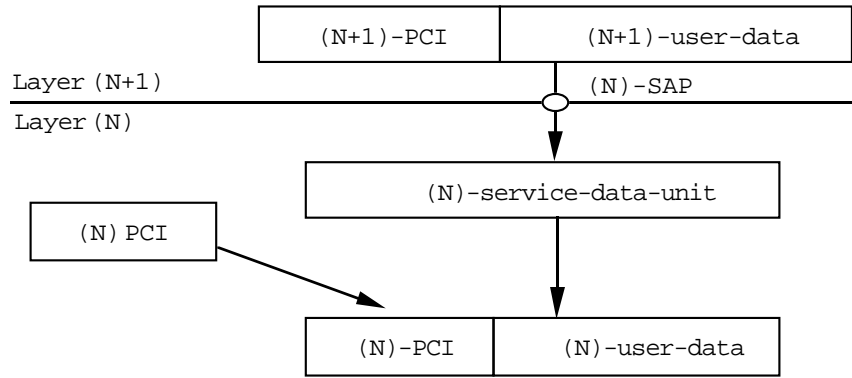 (N+1)-PCI (N+1)-user-data
Layer (N+1) (N)-SAP
Layer (N)
(N)-service-data-unit
(N) PCI
(N)-PCI (N)-user-data